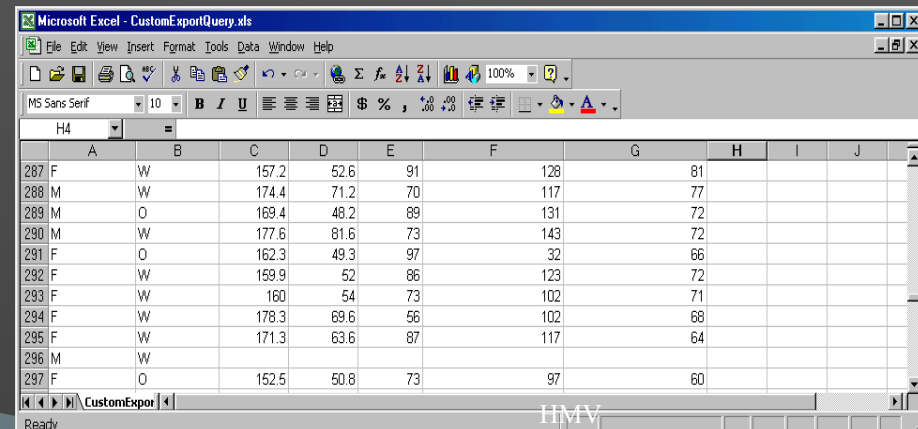 Microsoft Excel - CustomExportQuery.xls
File Edit View Insert Format Tools Data Window Help
100%
MS Sans Serif 10 B I U $ % ,
H4 =
A B C D E F G H I J
287 F W 157.2 52.6 91 128 81
288 M W 174.4 71.2 70 117 77
289 M O 169.4 48.2 89 131 72
290 M W 177.6 81.6 73 143 72
291 F O 162.3 49.3 97 32 66
292 F W 159.9 52 86 123 72
293 F W 160 54 73 102 71
294 F W 178.3 69.6 56 102 68
295 F W 171.3 63.6 87 117 64
296 M W
297 F O 152.5 50.8 73 97 60
CustomExpor
HMV
Ready